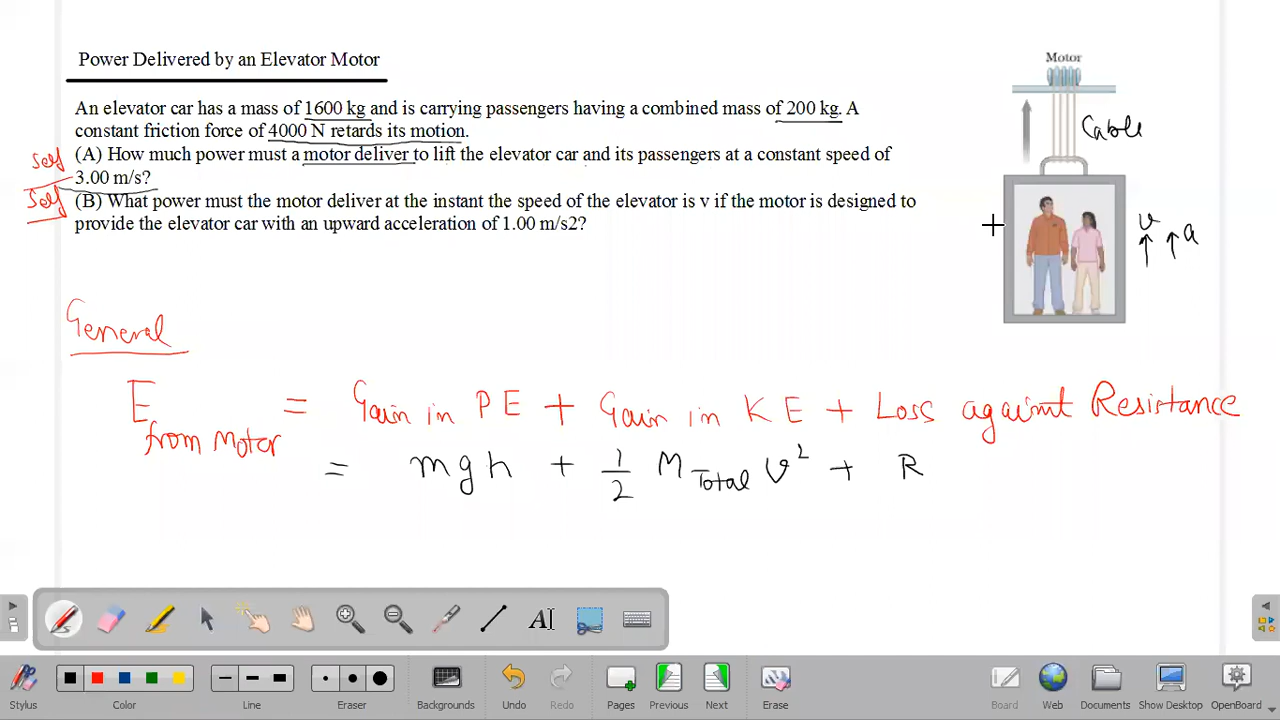 Power Delivered by an Elevator Motor
Motor
Cable
An elevator car has a mass of 1600 kg and is carrying passengers having a combined mass of 200 kg. A
constant friction force of 4000 N retards its motion.
Self (A) How much power must a motor deliver to lift the elevator car and its passengers at a constant speed of
3.00 m/s?
Self (B) What power must the motor deliver at the instant the speed of the elevator is v if the motor is designed to
provide the elevator car with an upward acceleration of 1.00 m/s2?
v ↑ ↑ a
General
E from Motor = Gain in PE + Gain in KE + Loss againt Resistance
= mgh + 1/2 M Total v² + R
AI
Stylus Color Line Eraser Backgrounds Undo Redo Pages Previous Next Erase Board Web Documents Show Desktop OpenBoard